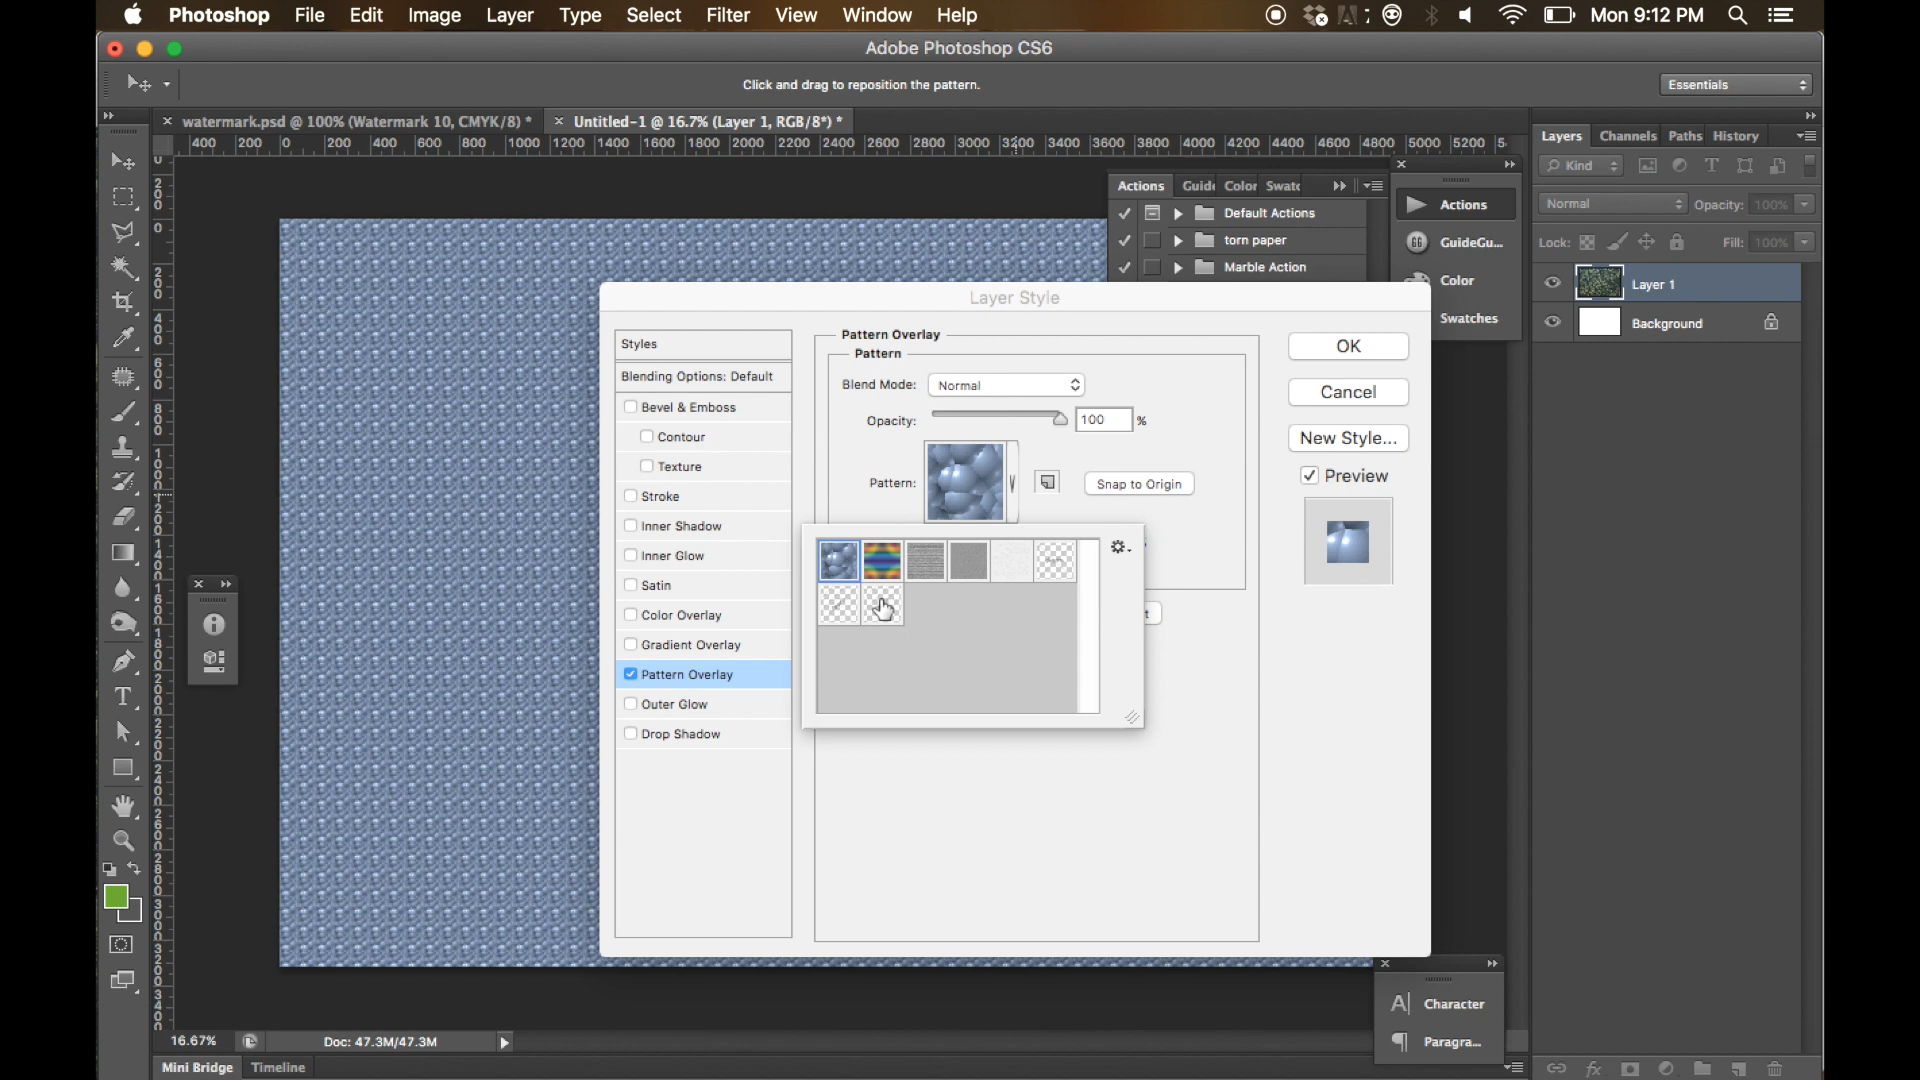 Photoshop File Edit Image Layer Type Select Filter View Window Help Mon 9:12 PM
Adobe Photoshop CS6
Click and drag to reposition the pattern.
Essentials
watermark.psd @ 100% (Watermark 10, CMYK/8) *
Untitled-1 @ 16.7% (Layer 1, RGB/8*) *
400 200 0 200 400 600 800 1000 1200 1400 1600 1800 2000 2200 2400 2600 2800 3000 3200 3400 3600 3800 4000 4200 4400 4600 4800 5000 5200
Layers Channels Paths History
Kind
Normal Opacity: 100%
Lock: Fill: 100%
Layer 1
Background
Actions Guide Color Swatc
Default Actions
torn paper
Marble Action
Actions
GuideGu...
Color
Swatches
Layer Style
Styles
Blending Options: Default
Bevel & Emboss
Contour
Texture
Stroke
Inner Shadow
Inner Glow
Satin
Color Overlay
Gradient Overlay
Pattern Overlay
Outer Glow
Drop Shadow
Pattern Overlay
Pattern
Blend Mode: Normal
Opacity: 100 %
Pattern: Snap to Origin
OK
Cancel
New Style...
Preview
Character
Paragra...
16.67% Doc: 47.3M/47.3M
Mini Bridge Timeline